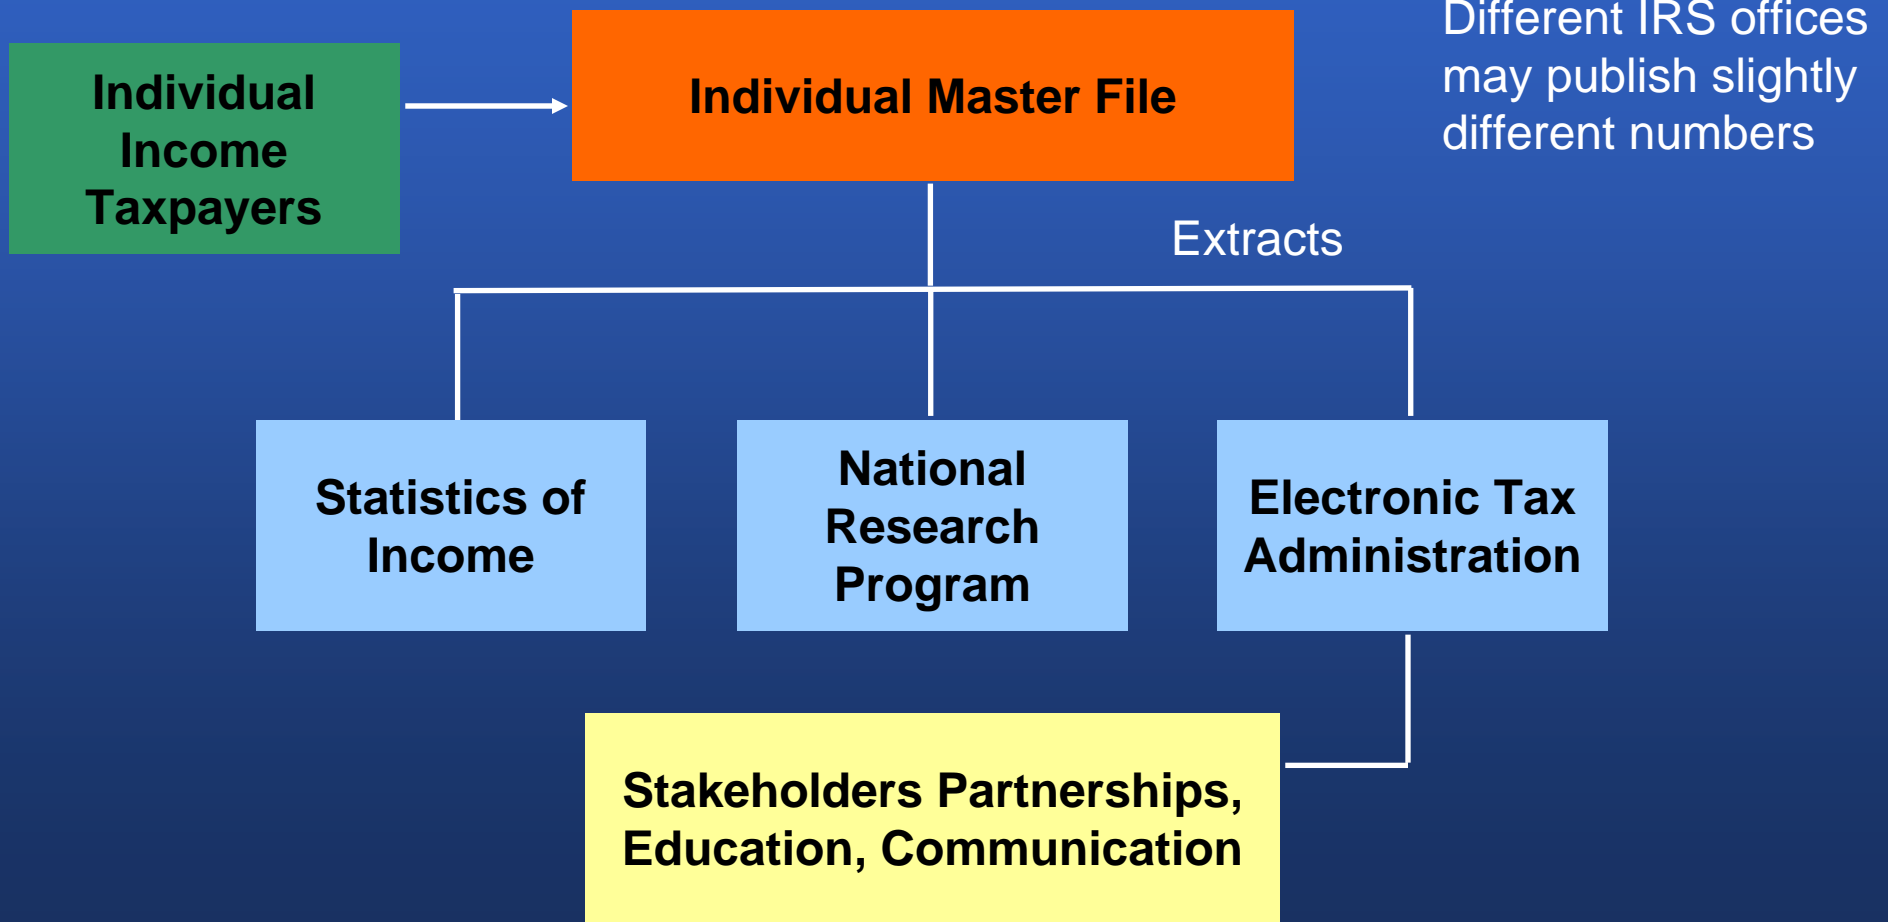 Individual
Income
Taxpayers
Individual Master File
Different IRS offices
may publish slightly
different numbers
Extracts
Statistics of
Income
National
Research
Program
Electronic Tax
Administration
Stakeholders Partnerships,
Education, Communication